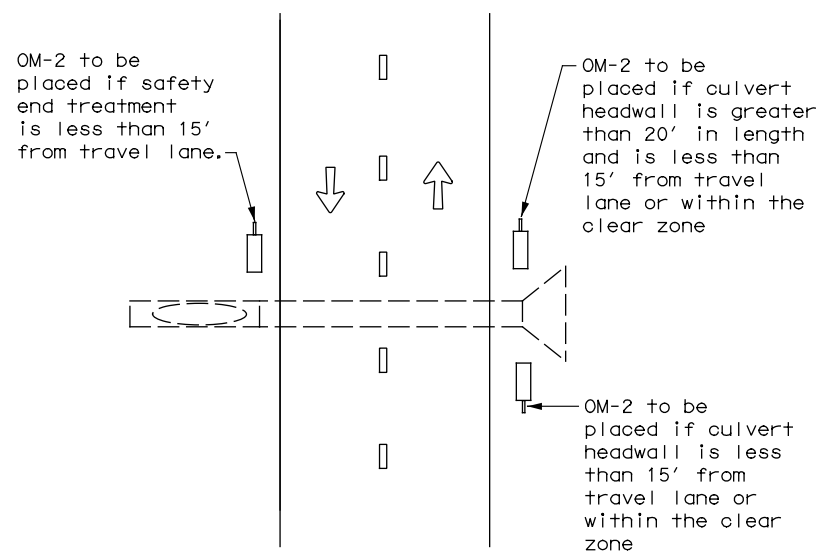 OM-2 to be
placed if safety
end treatment
is less than 15'
from travel lane.
OM-2 to be
placed if culvert
headwall is greater
than 20' in length
and is less than
15' from travel
lane or within the
clear zone
OM-2 to be
placed if culvert
headwall is less
than 15' from
travel lane or
within the clear
zone